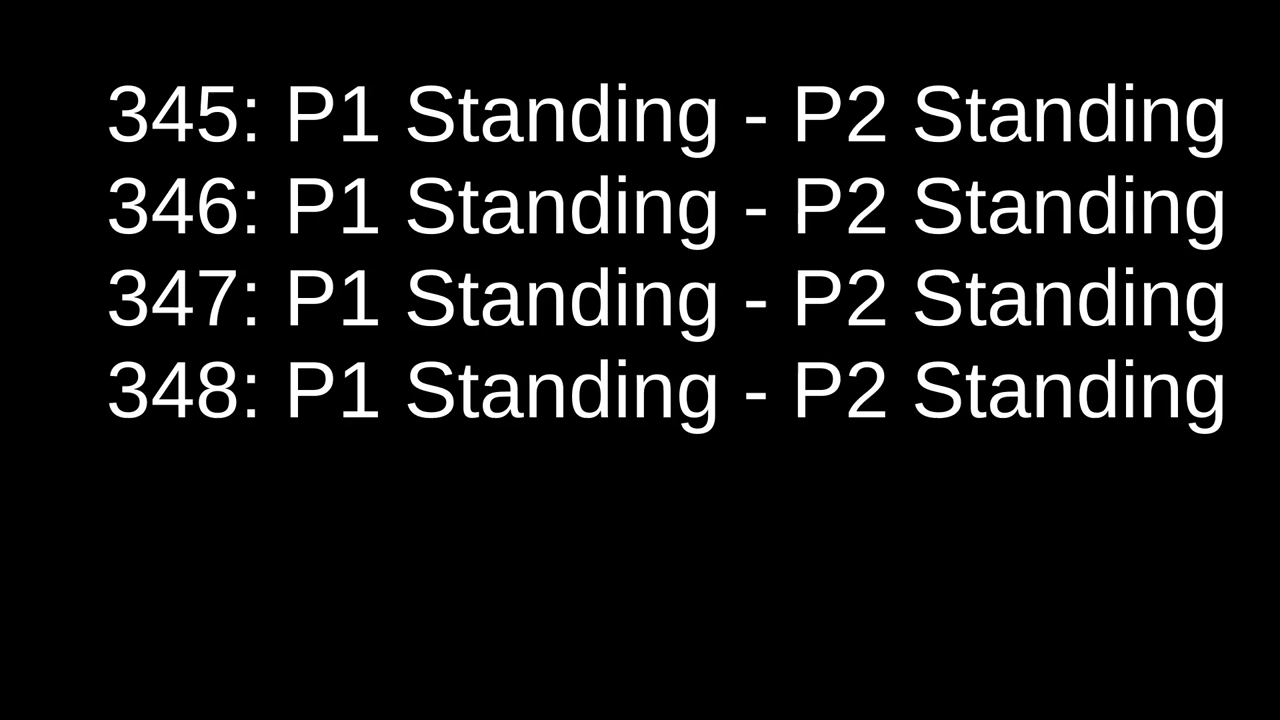 345: P1 Standing - P2 Standing
346: P1 Standing - P2 Standing
347: P1 Standing - P2 Standing
348: P1 Standing - P2 Standing